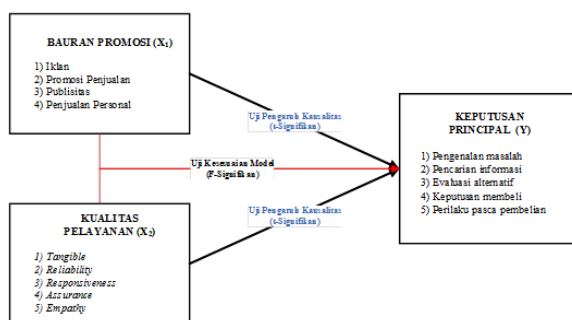 BAURAN PROMOSI (X₁)
1) Iklan
2) Promosi Penjualan
3) Publisitas
4) Penjualan Personal
Uji Pengaruh Kausalitas
(t-Signifikan)
KEPUTUSAN
PRINCIPAL (Y)
1) Pengenalan masalah
2) Pencarian informasi
3) Evaluasi alternatif
4) Keputusan membeli
5) Perilaku pasca pembelian
Uji Kesesuaian Model
(F-Signifikan)
KUALITAS
PELAYANAN (X₂)
1) Tangible
2) Reliability
3) Responsiveness
4) Assurance
5) Empathy
Uji Pengaruh Kausalitas
(t-Signifikan)